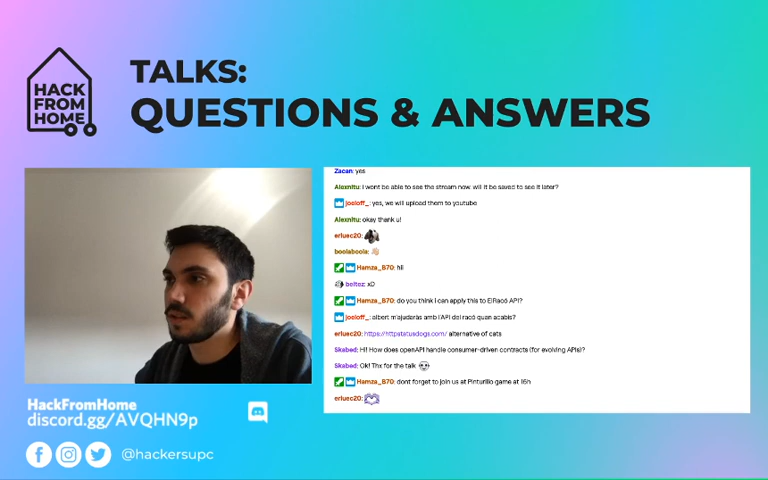 HACK
FROM
HOME
TALKS:
QUESTIONS & ANSWERS
Zacan: yes
Alexnitu: i wont be able to see the stream now. will it be saved to see it later?
joeloff_: yes, we will upload them to youtube
Alexnitu: okay thank u!
erluec20:
boolaboola:
Hamza_B70: hi!
beltez: xD
Hamza_B70: do you think i can apply this to ElRacó API?
joeloff_: albert m'ajudaràs amb l'API del racó quan acabis?
erluec20: https://httpstatusdogs.com/ alternative of cats
Skebed: Hi! How does openAPI handle consumer-driven contracts (for evolving APIs)?
Skebed: Ok! Thx for the talk
Hamza_B70: dont forget to join us at Pinturillo game at 16h
erluec20:
HackFromHome
discord.gg/AVQHN9p
@hackersupc